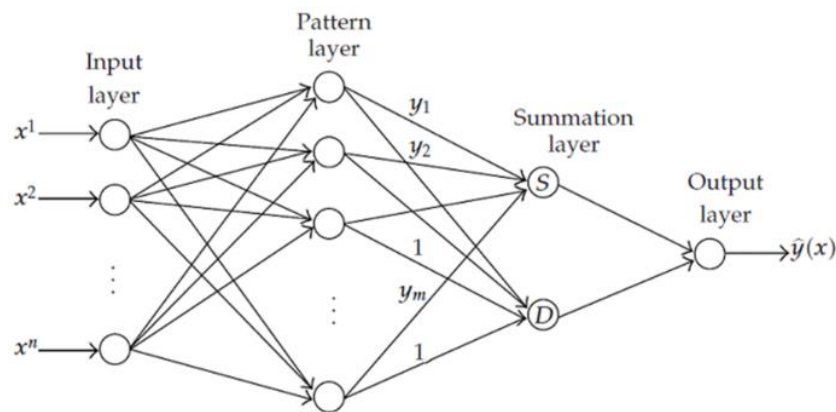 Pattern
layer
Input
layer
x¹
x²
⋮
xⁿ
⋮
y₁
y₂
1
yₘ
1
Summation
layer
S
D
Output
layer
ŷ(x)